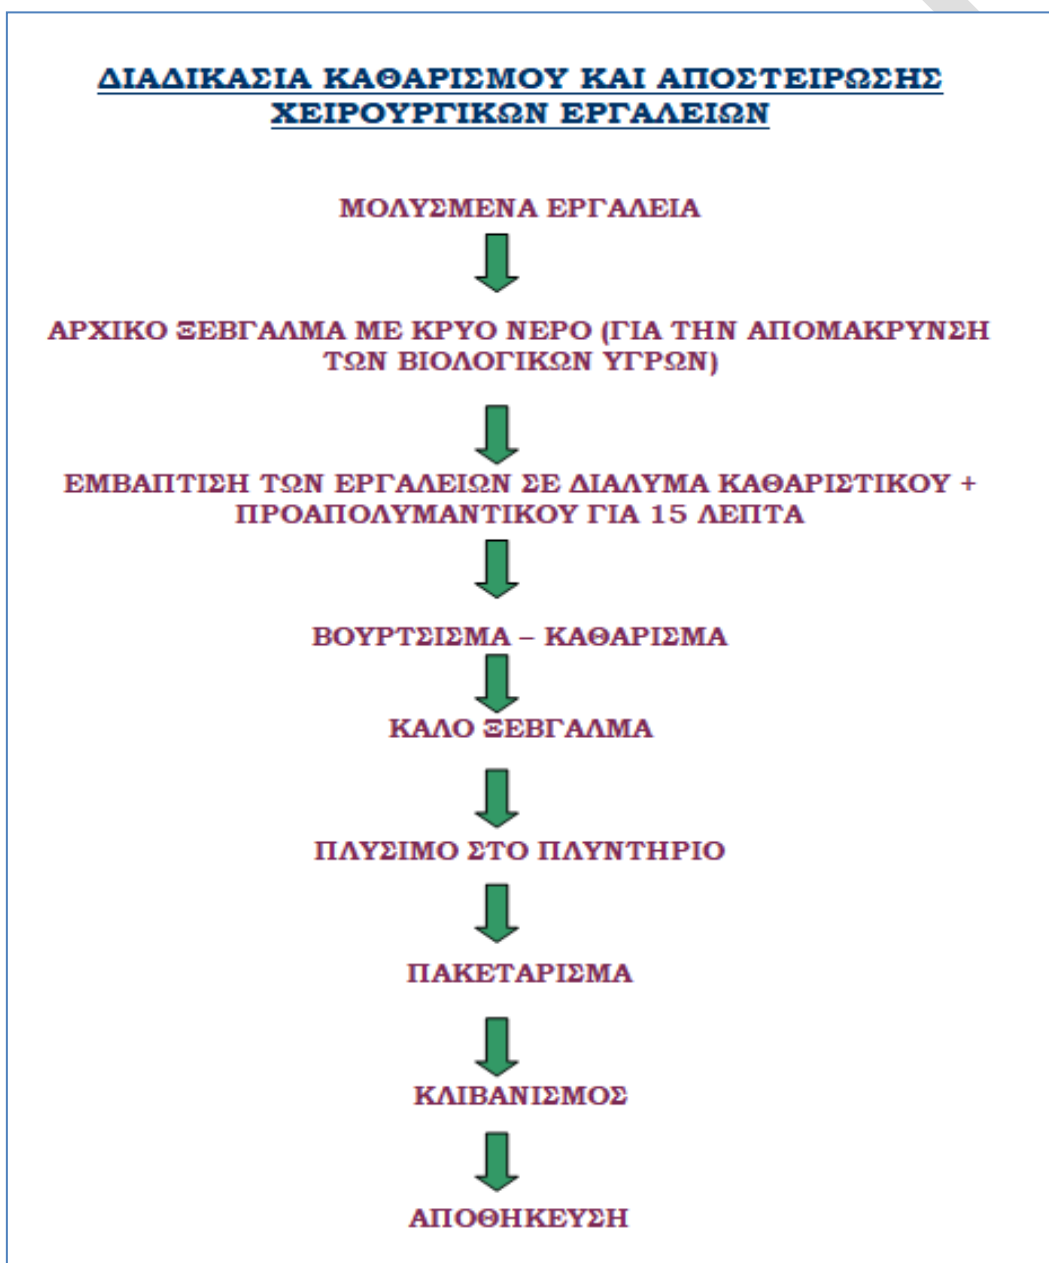 ΔΙΑΔΙΚΑΣΙΑ ΚΑΘΑΡΙΣΜΟΥ ΚΑΙ ΑΠΟΣΤΕΙΡΩΣΗΣ
ΧΕΙΡΟΥΡΓΙΚΩΝ ΕΡΓΑΛΕΙΩΝ
ΜΟΛΥΣΜΕΝΑ ΕΡΓΑΛΕΙΑ
ΑΡΧΙΚΟ ΞΕΒΓΑΛΜΑ ΜΕ ΚΡΥΟ ΝΕΡΟ (ΓΙΑ ΤΗΝ ΑΠΟΜΑΚΡΥΝΣΗ
ΤΩΝ ΒΙΟΛΟΓΙΚΩΝ ΥΓΡΩΝ)
ΕΜΒΑΠΤΙΣΗ ΤΩΝ ΕΡΓΑΛΕΙΩΝ ΣΕ ΔΙΑΛΥΜΑ ΚΑΘΑΡΙΣΤΙΚΟΥ +
ΠΡΟΑΠΟΛΥΜΑΝΤΙΚΟΥ ΓΙΑ 15 ΛΕΠΤΑ
ΒΟΥΡΤΣΙΣΜΑ – ΚΑΘΑΡΙΣΜΑ
ΚΑΛΟ ΞΕΒΓΑΛΜΑ
ΠΛΥΣΙΜΟ ΣΤΟ ΠΛΥΝΤΗΡΙΟ
ΠΑΚΕΤΑΡΙΣΜΑ
ΚΛΙΒΑΝΙΣΜΟΣ
ΑΠΟΘΗΚΕΥΣΗ